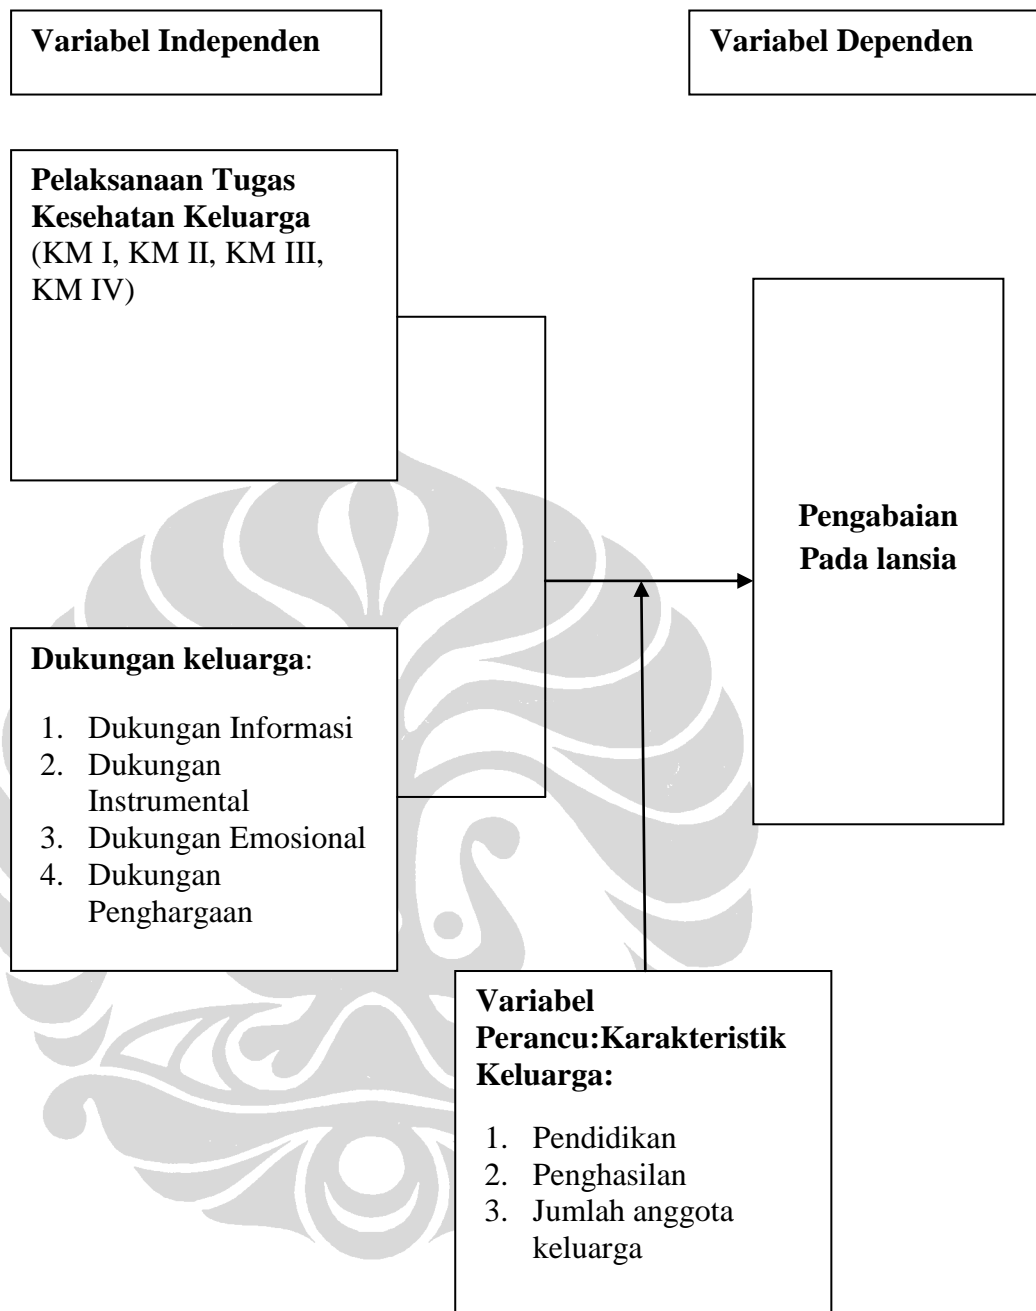 Variabel Independen
Variabel Dependen
Pelaksanaan Tugas
Kesehatan Keluarga
(KM I, KM II, KM III,
KM IV)
Pengabaian
Pada lansia
Dukungan keluarga:
1. Dukungan Informasi
2. Dukungan
Instrumental
3. Dukungan Emosional
4. Dukungan
Penghargaan
Variabel
Perancu:Karakteristik
Keluarga:
1. Pendidikan
2. Penghasilan
3. Jumlah anggota
keluarga